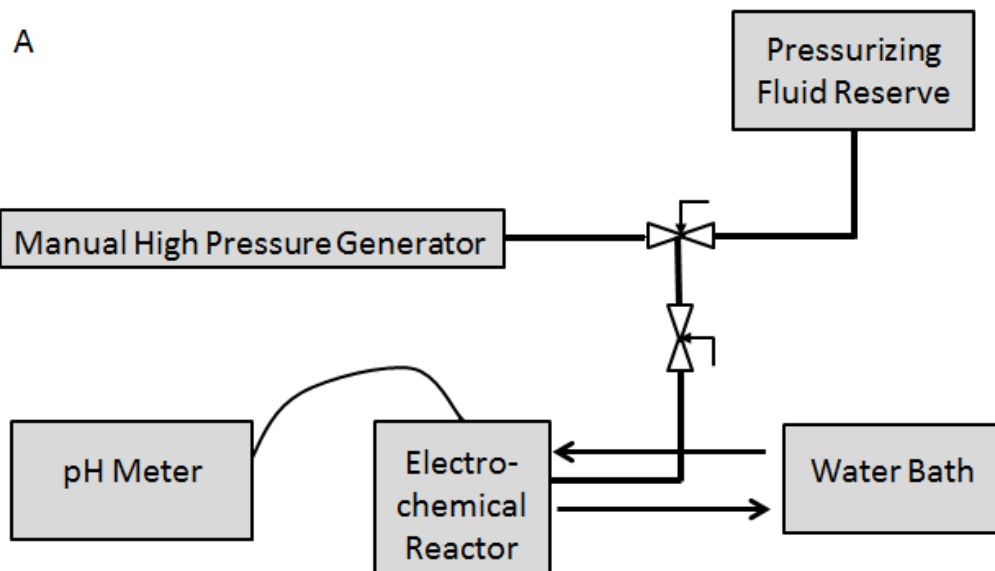 A
Pressurizing
Fluid Reserve
Manual High Pressure Generator
pH Meter
Electro-
chemical
Reactor
Water Bath